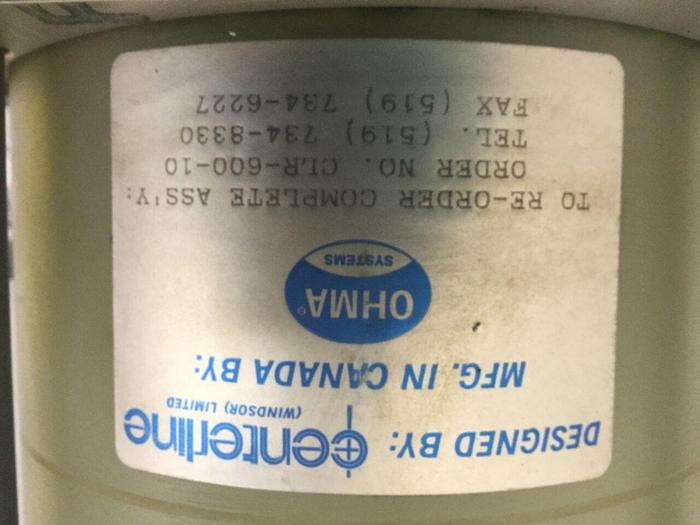 DESIGNED BY: Centerline
(WINDSOR) LIMITED
MFG. IN CANADA BY:
OHMA®
SYSTEMS
TO RE-ORDER COMPLETE ASS'Y:
ORDER NO. CLR-600-10
TEL. (519) 734-8330
FAX (519) 734-6227